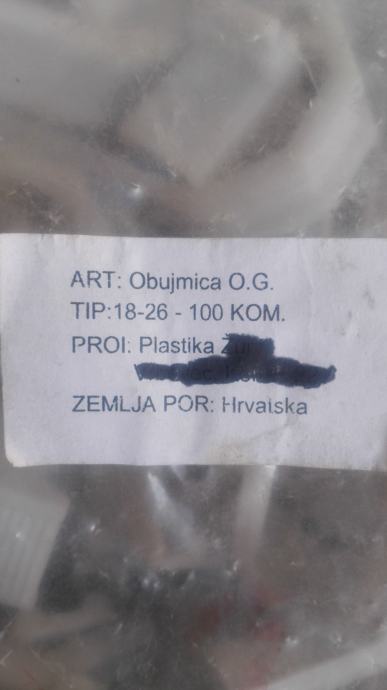 ART: Obujmica O.G.
TIP:18-26 - 100 KOM.
PROI: Plastika
ZEMLJA POR: Hrvatska